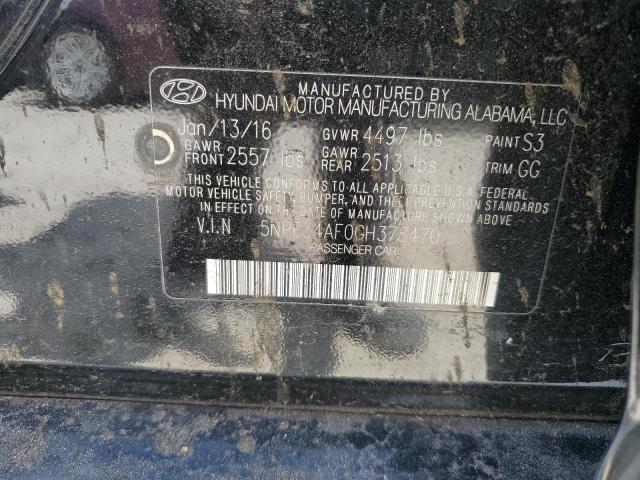 MANUFACTURED BY
HYUNDAI MOTOR MANUFACTURING ALABAMA, LLC
Jan/13/16 GVWR 4497 lbs PAINT S3
GAWR FRONT 2557 lbs GAWR REAR 2513 lbs TRIM GG
THIS VEHICLE CONFORMS TO ALL APPLICABLE U.S.A. FEDERAL
MOTOR VEHICLE SAFETY, BUMPER, AND THEFT PREVENTION STANDARDS
IN EFFECT ON THE DATE OF MANUFACTURE SHOWN ABOVE.
V.I.N
PASSENGER CAR